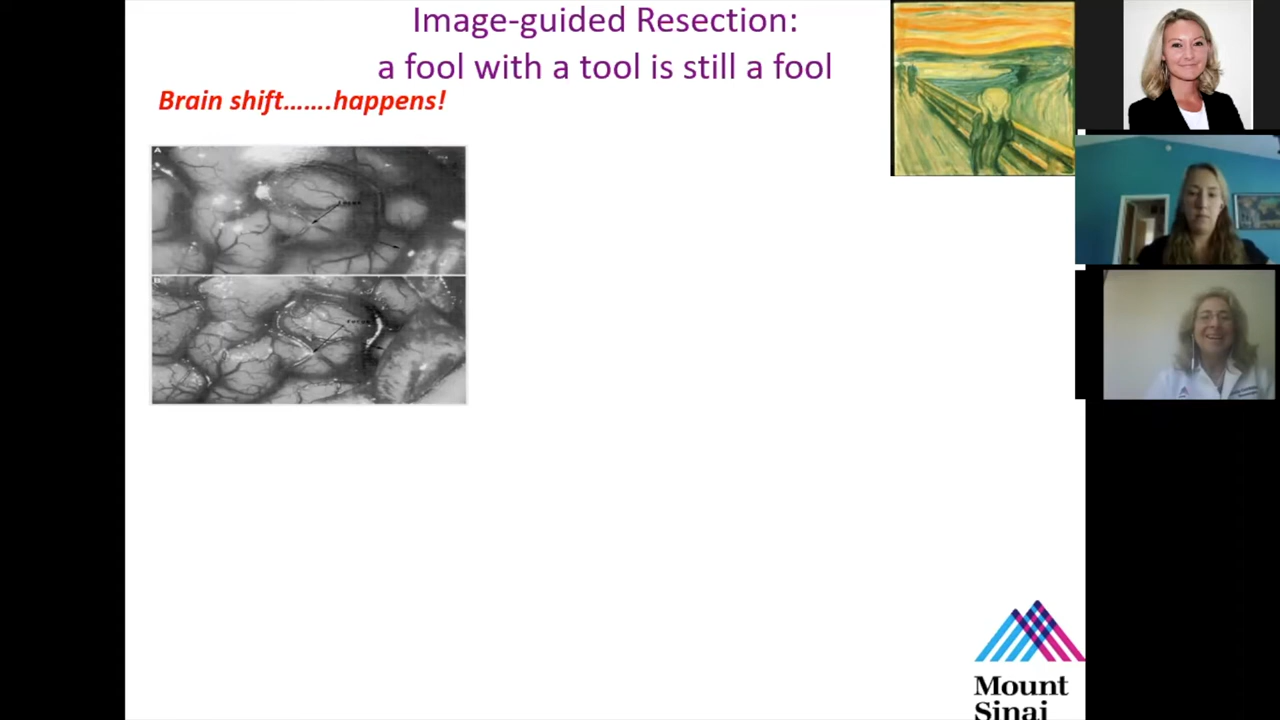 Image-guided Resection:
a fool with a tool is still a fool
Brain shift.......happens!
A
B
Mount
Sinai